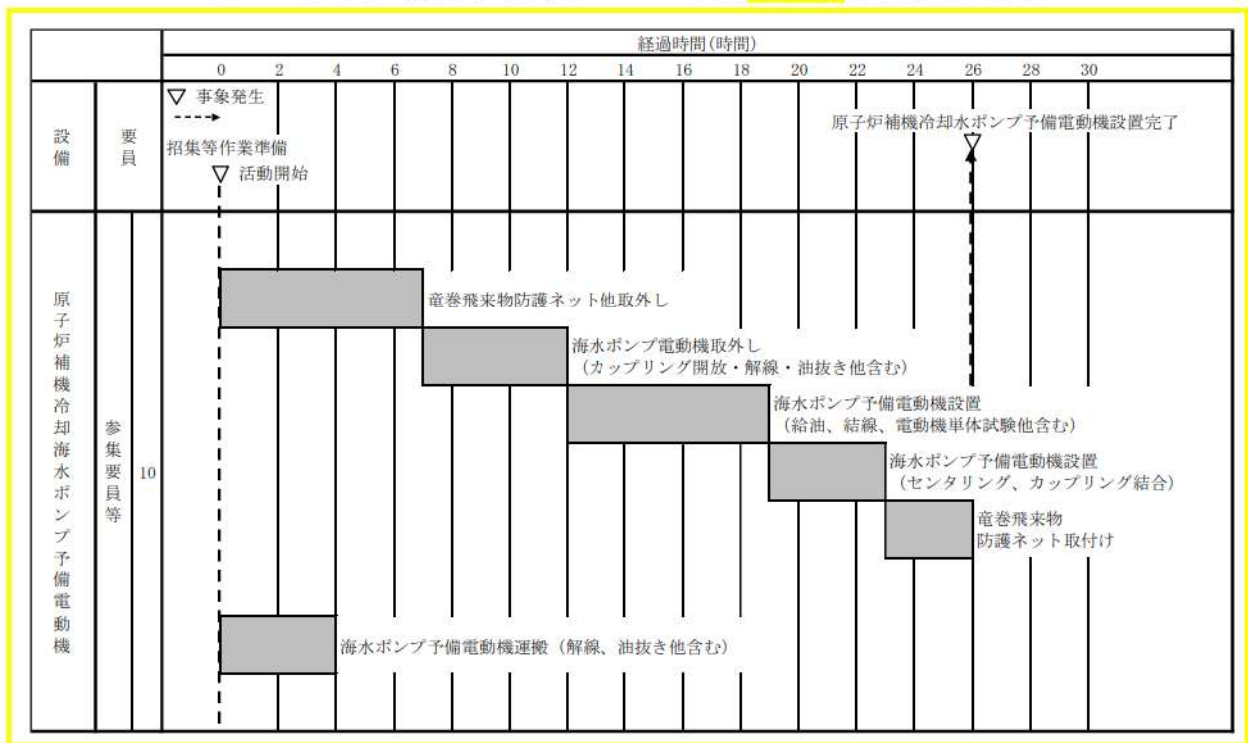 経過時間(時間)
0 2 4 6 8 10 12 14 16 18 20 22 24 26 28 30
設備
要員
▽ 事象発生
招集等作業準備
▽ 活動開始
原子炉補機冷却水ポンプ予備電動機設置完了
▽
原子炉補機冷却海水ポンプ予備電動機
参集要員等
10
竜巻飛来物防護ネット他取外し
海水ポンプ電動機取外し
(カップリング開放・解線・油抜き他含む)
海水ポンプ予備電動機設置
(給油、結線、電動機単体試験他含む)
海水ポンプ予備電動機設置
(センタリング、カップリング結合)
竜巻飛来物
防護ネット取付け
海水ポンプ予備電動機運搬(解線、油抜き他含む)